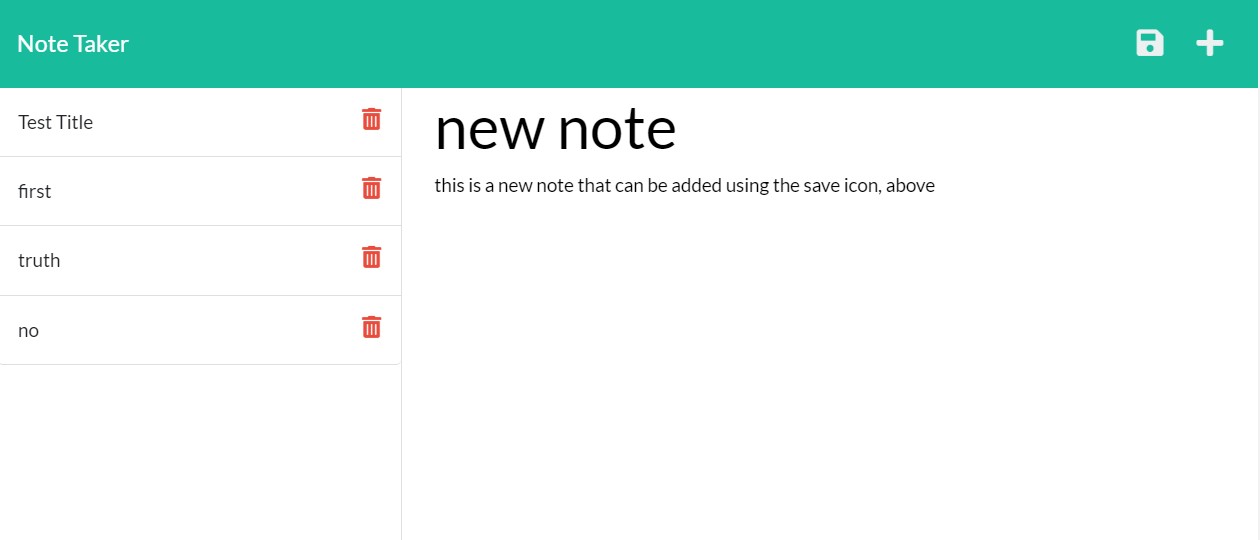 Note Taker
Test Title
first
truth
no
new note
this is a new note that can be added using the save icon, above